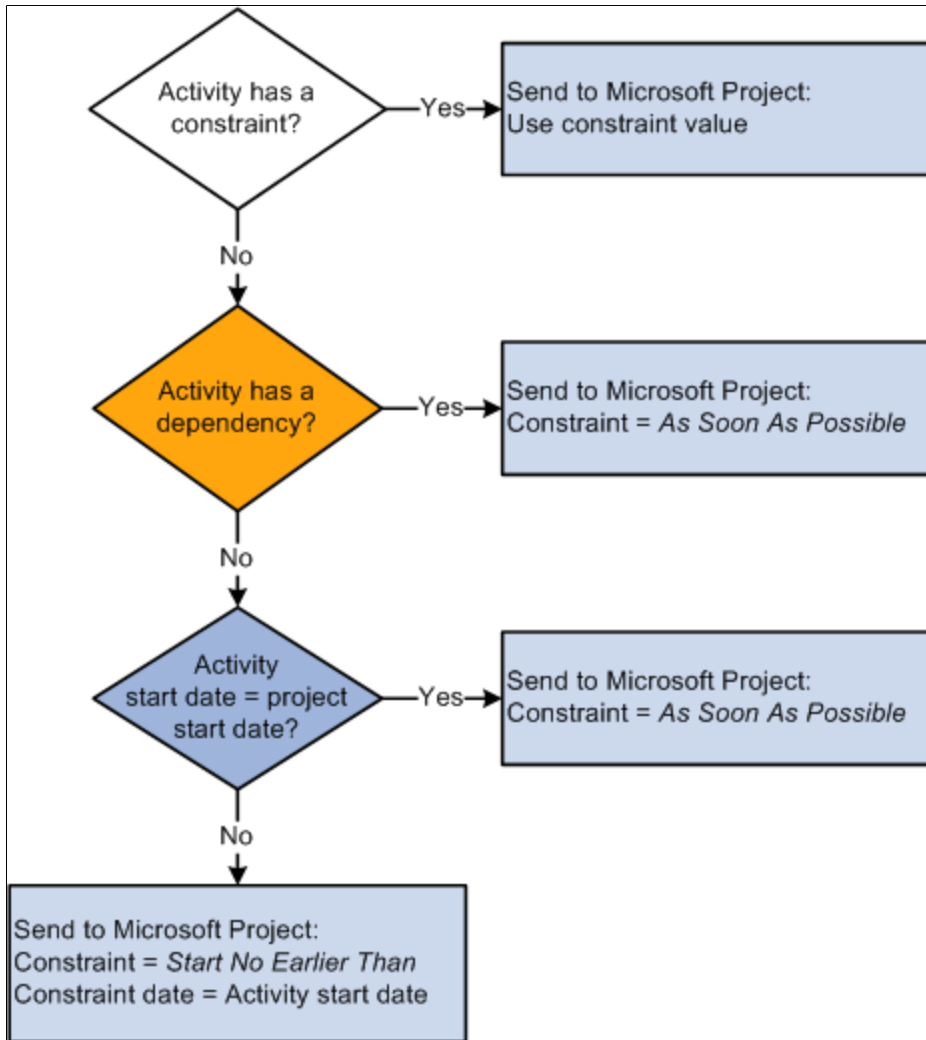 Activity has a
constraint?
Yes
Send to Microsoft Project:
Use constraint value
No
Activity has a
dependency?
Yes
Send to Microsoft Project:
Constraint = As Soon As Possible
No
Activity
start date = project
start date?
Yes
Send to Microsoft Project:
Constraint = As Soon As Possible
No
Send to Microsoft Project:
Constraint = Start No Earlier Than
Constraint date = Activity start date